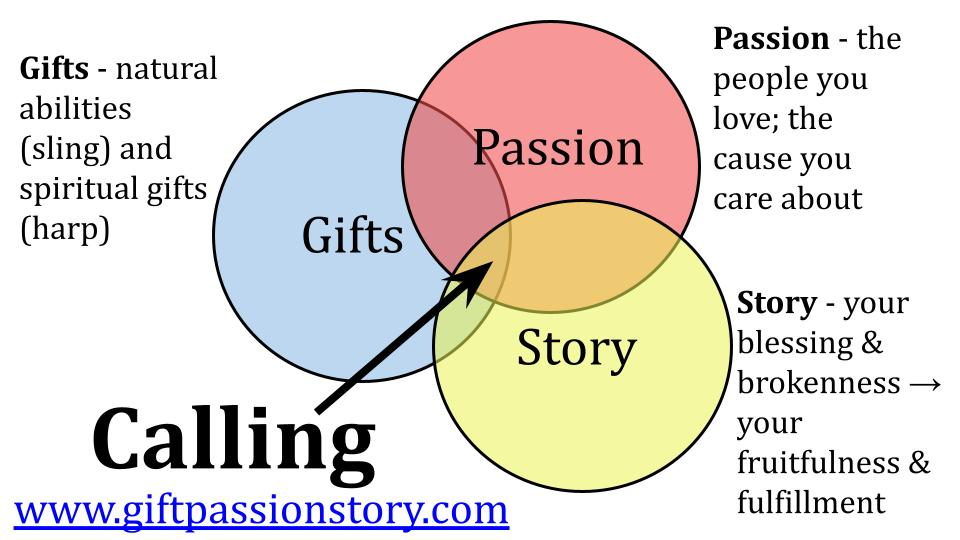 Gifts - natural
abilities
(sling) and
spiritual gifts
(harp)
Passion - the
people you
love; the
cause you
care about
Passion
Gifts
Story
Story - your
blessing &
brokenness →
your
fruitfulness &
fulfillment
Calling
www.giftpassionstory.com